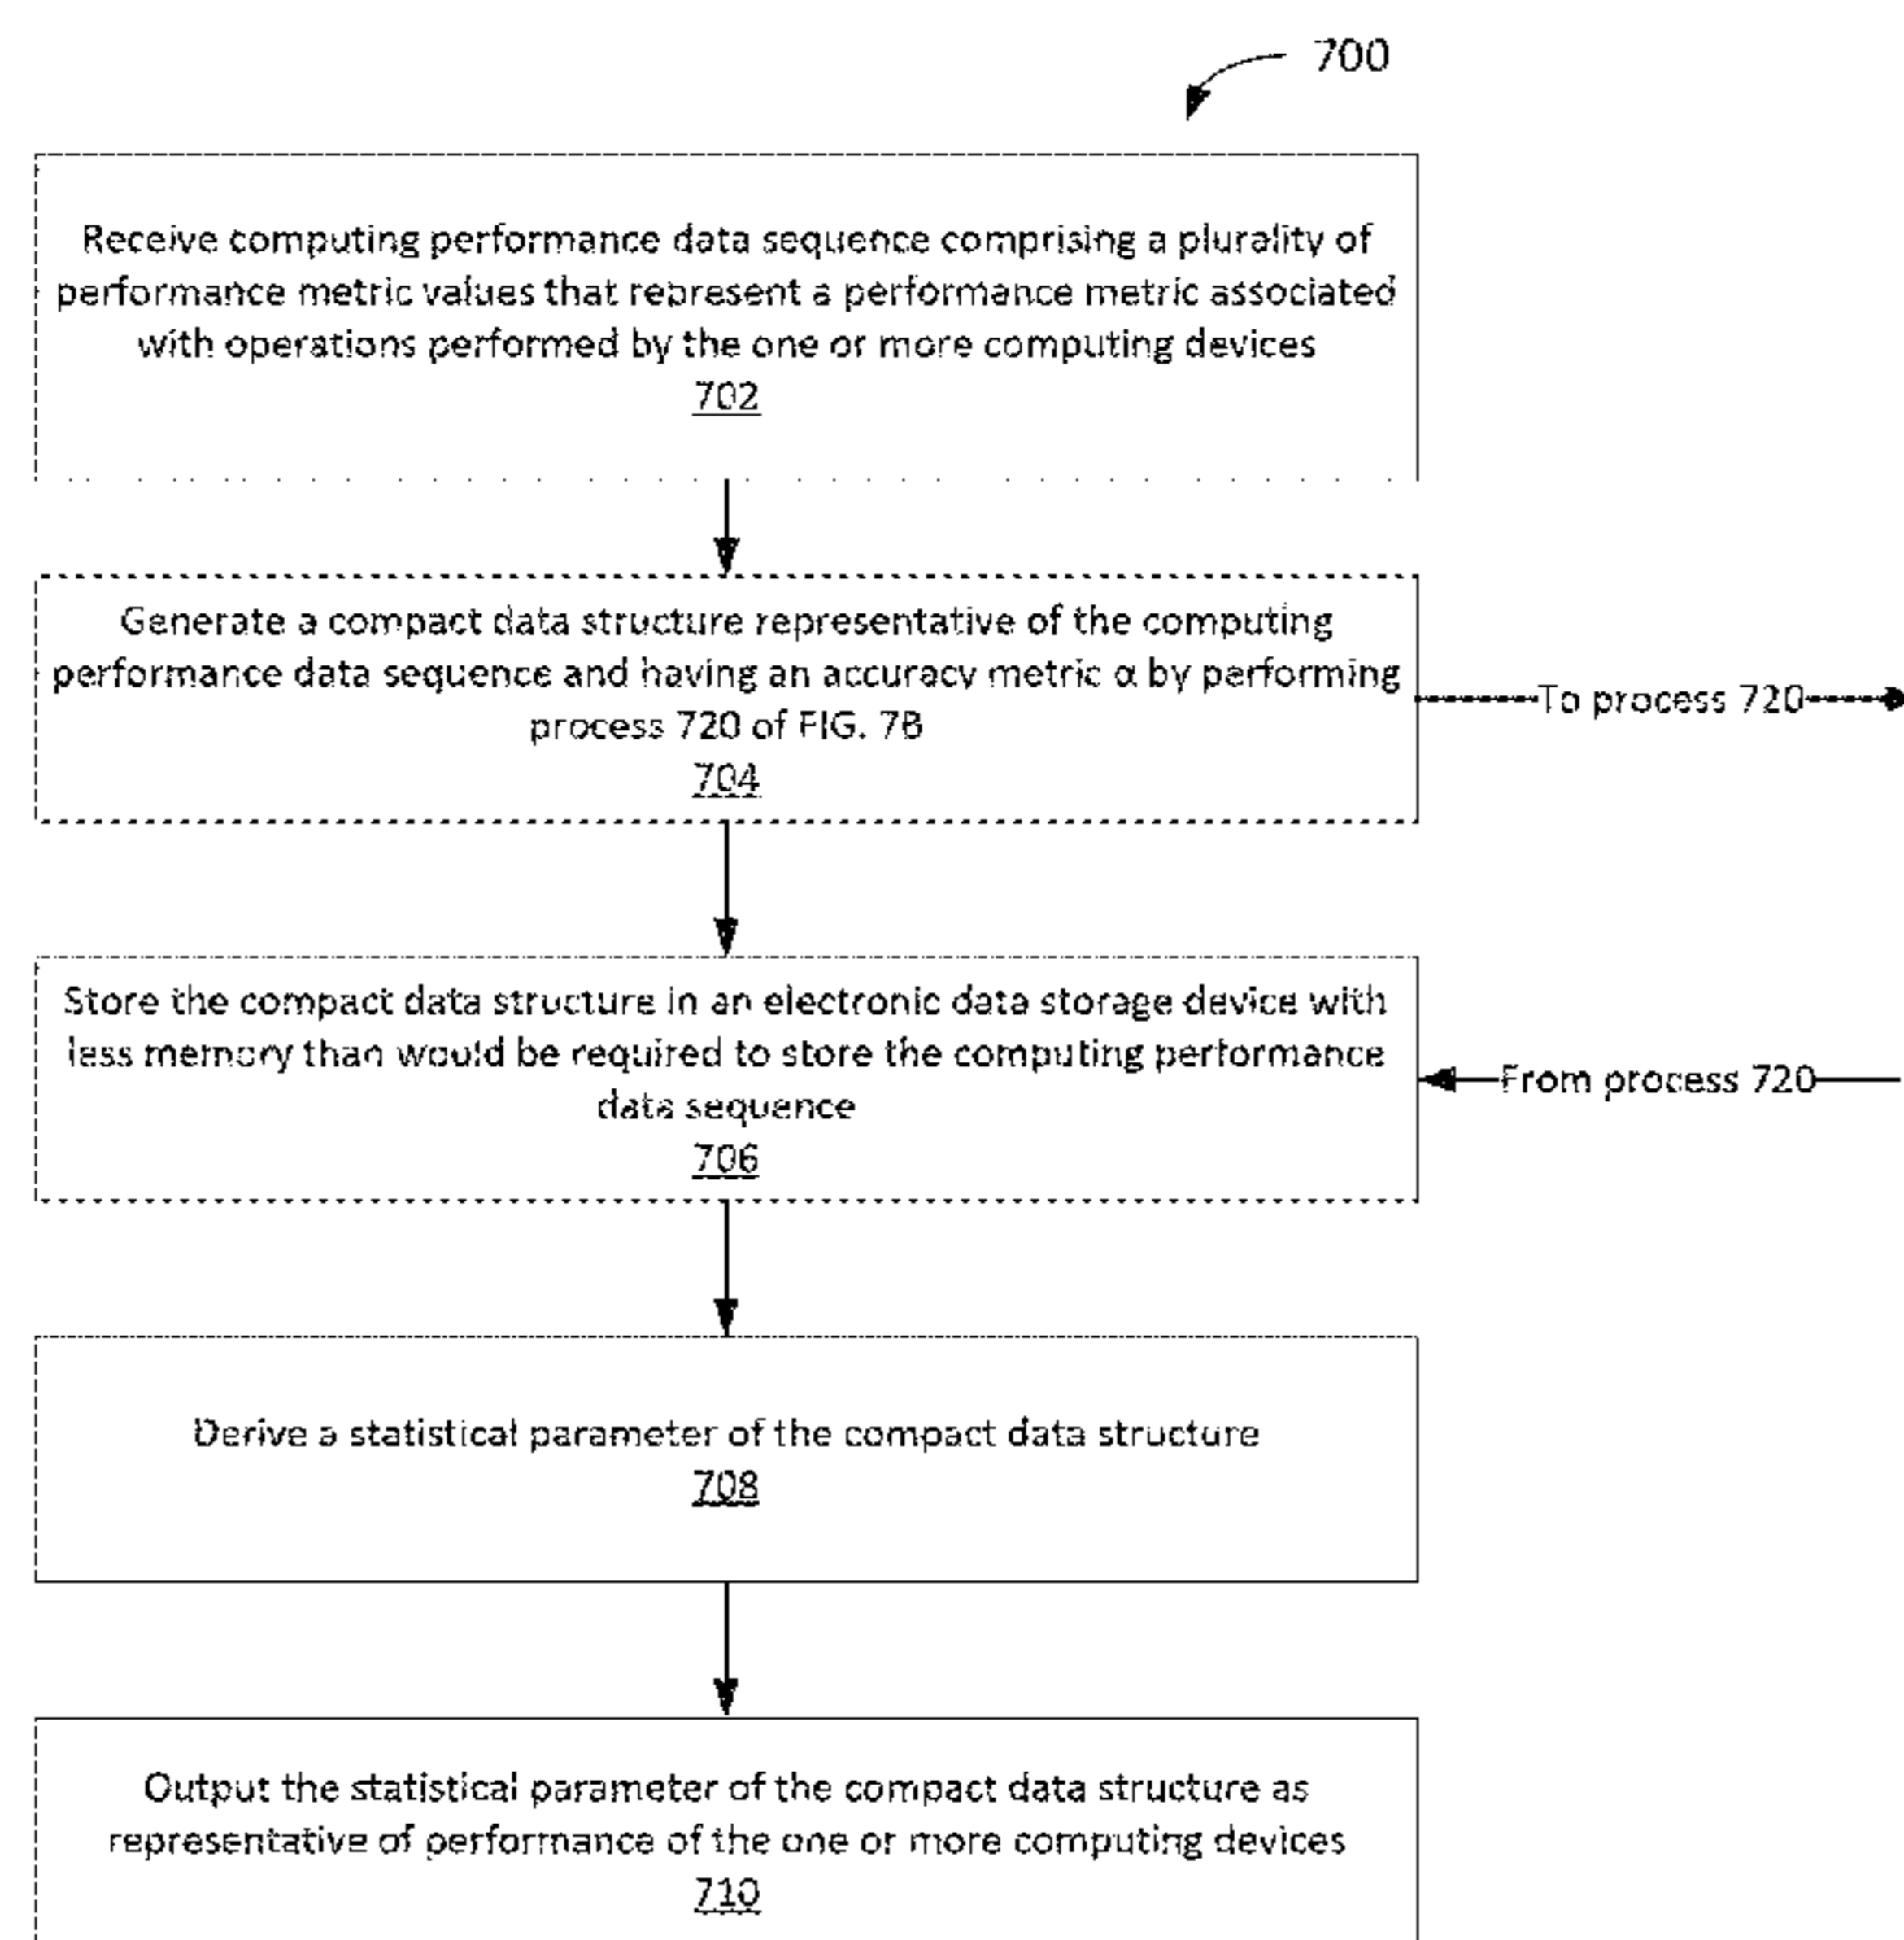 700
Receive computing performance data sequence comprising a plurality of
performance metric values that represent a performance metric associated
with operations performed by the one or more computing devices
702
Generate a compact data structure representative of the computing
performance data sequence and having an accuracy metric α by performing
process 720 of FIG. 7B
704
To process 720
Store the compact data structure in an electronic data storage device with
less memory than would be required to store the computing performance
data sequence
706
From process 720
Derive a statistical parameter of the compact data structure
708
Output the statistical parameter of the compact data structure as
representative of performance of the one or more computing devices
710